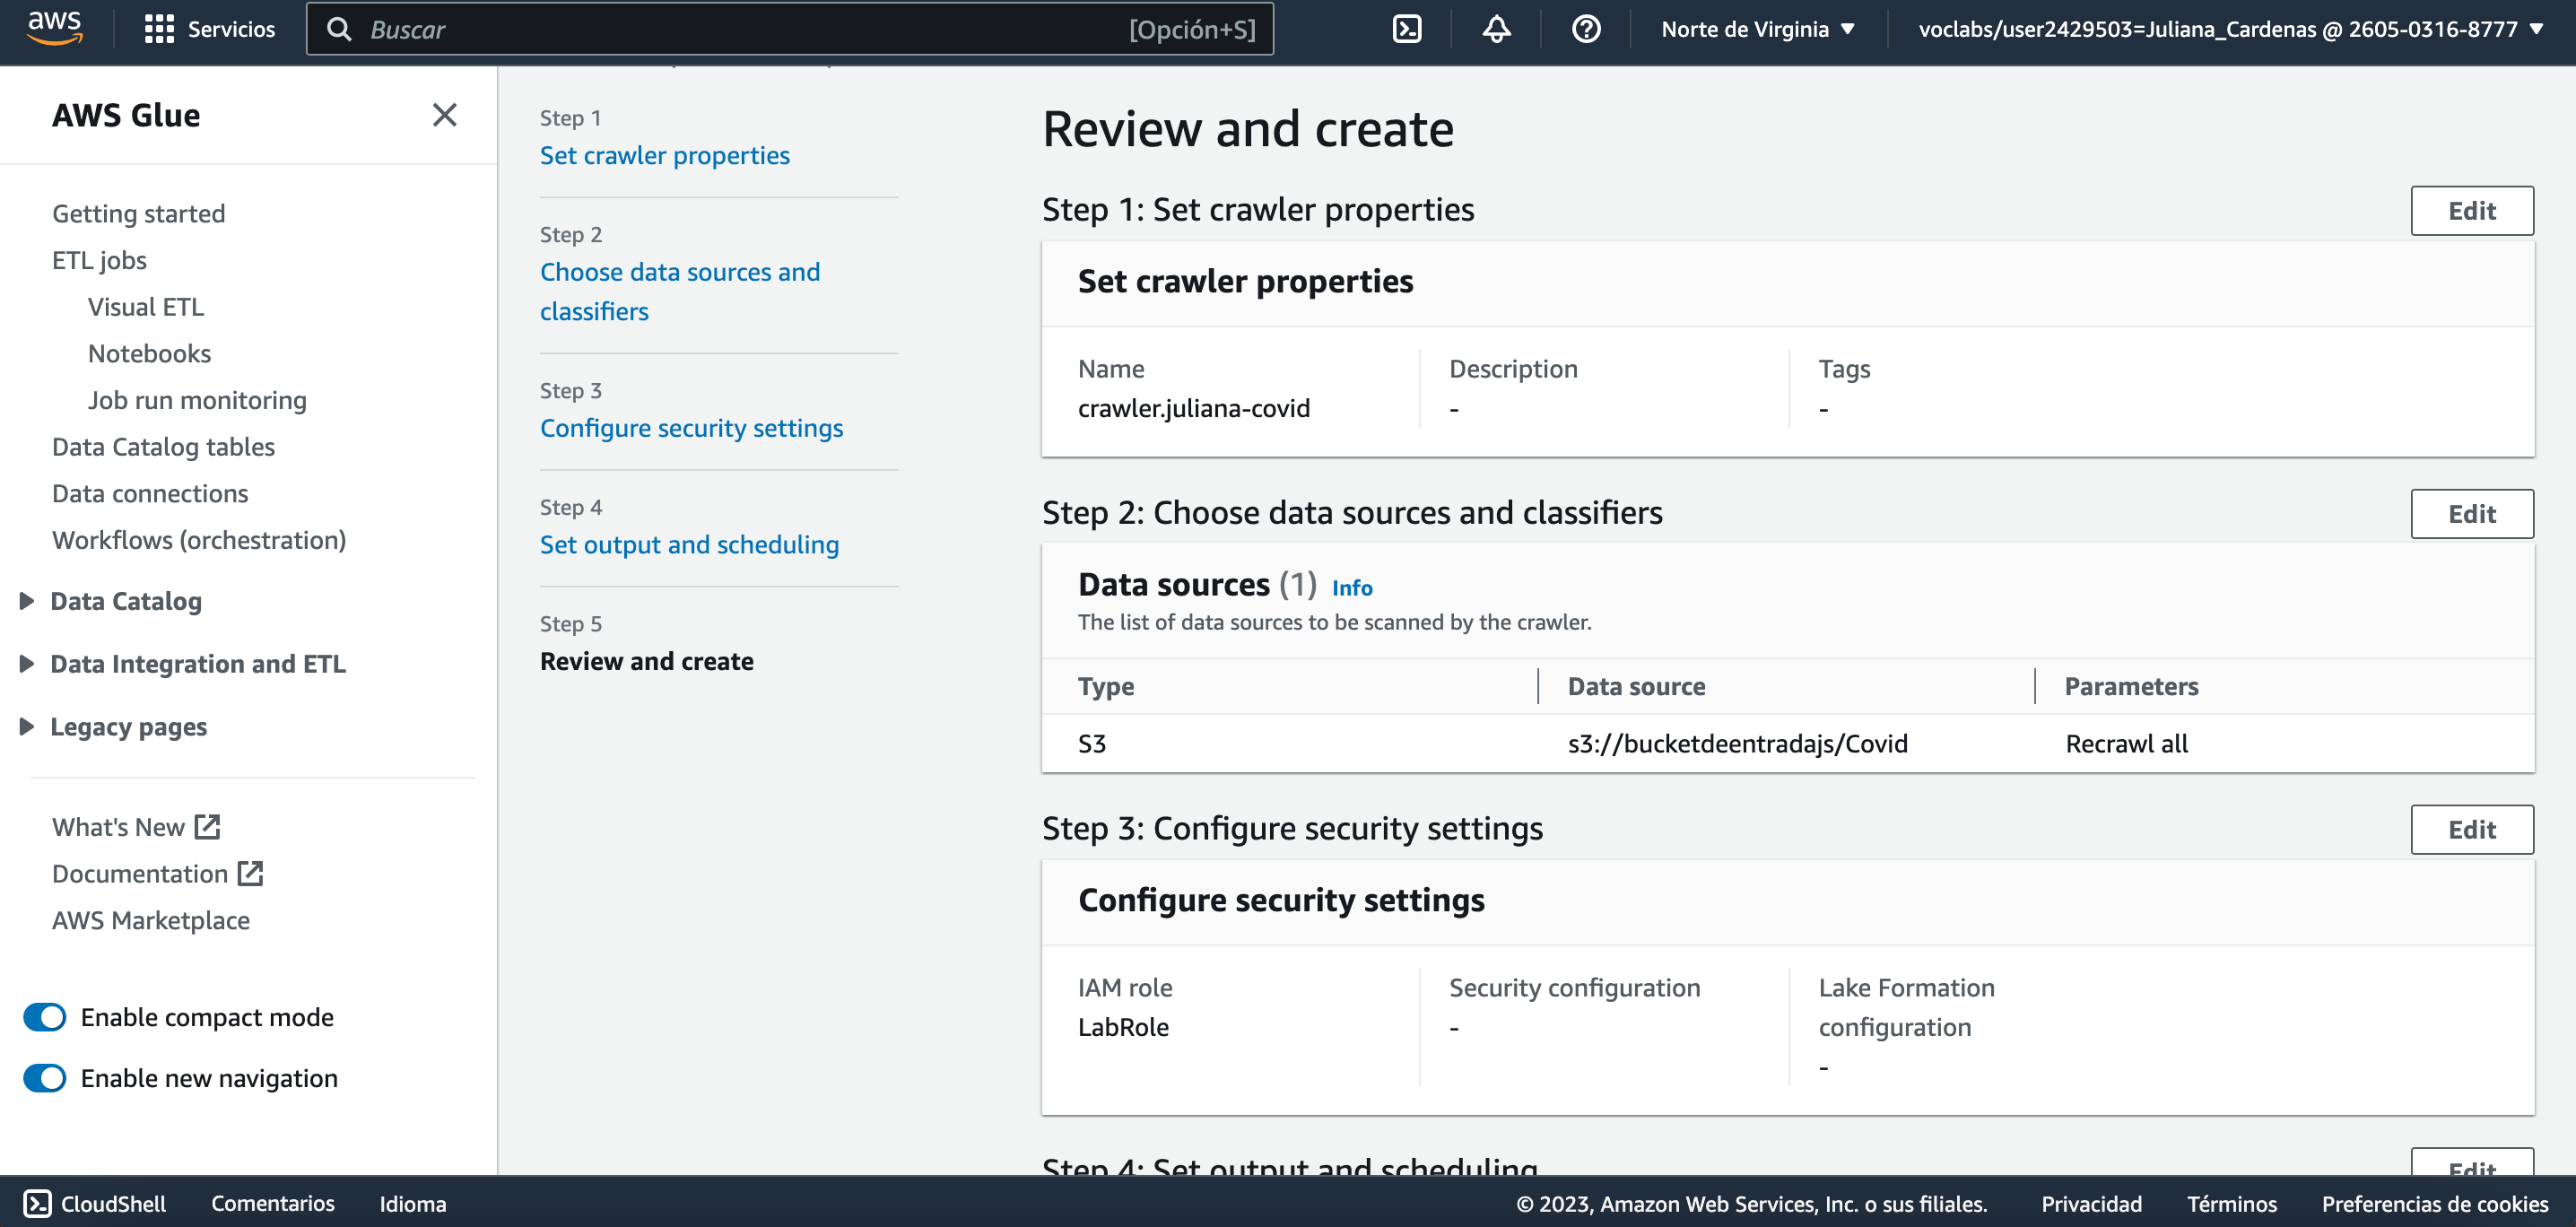 aws
Servicios
Buscar
[Opción+S]
Norte de Virginia
voclabs/user2429503=Juliana_Cardenas @ 2605-0316-8777
AWS Glue
Getting started
ETL jobs
Visual ETL
Notebooks
Job run monitoring
Data Catalog tables
Data connections
Workflows (orchestration)
Data Catalog
Data Integration and ETL
Legacy pages
What's New
Documentation
AWS Marketplace
Enable compact mode
Enable new navigation
Step 1
Set crawler properties
Step 2
Choose data sources and
classifiers
Step 3
Configure security settings
Step 4
Set output and scheduling
Step 5
Review and create
Review and create
Step 1: Set crawler properties
Edit
Set crawler properties
Name
Description
Tags
crawler.juliana-covid
-
-
Step 2: Choose data sources and classifiers
Edit
Data sources (1) Info
The list of data sources to be scanned by the crawler.
Type
Data source
Parameters
S3
s3://bucketdeentradajs/Covid
Recrawl all
Step 3: Configure security settings
Edit
Configure security settings
IAM role
Security configuration
Lake Formation
configuration
LabRole
-
-
Step 4: Set output and scheduling
Edit
CloudShell
Comentarios
Idioma
© 2023, Amazon Web Services, Inc. o sus filiales.
Privacidad
Términos
Preferencias de cookies